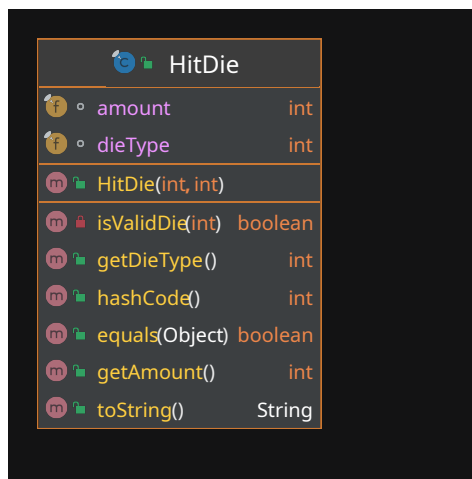 HitDie
amount int
dieType int
HitDie(int, int)
isValidDie(int) boolean
getDieType() int
hashCode() int
equals(Object) boolean
getAmount() int
toString() String